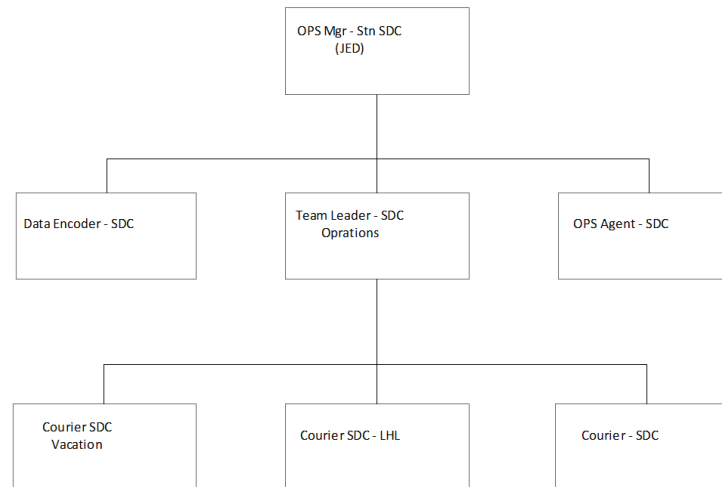 OPS Mgr - Stn SDC
(JED)
Data Encoder - SDC
Team Leader - SDC
Oprations
OPS Agent - SDC
Courier SDC
Vacation
Courier SDC - LHL
Courier - SDC